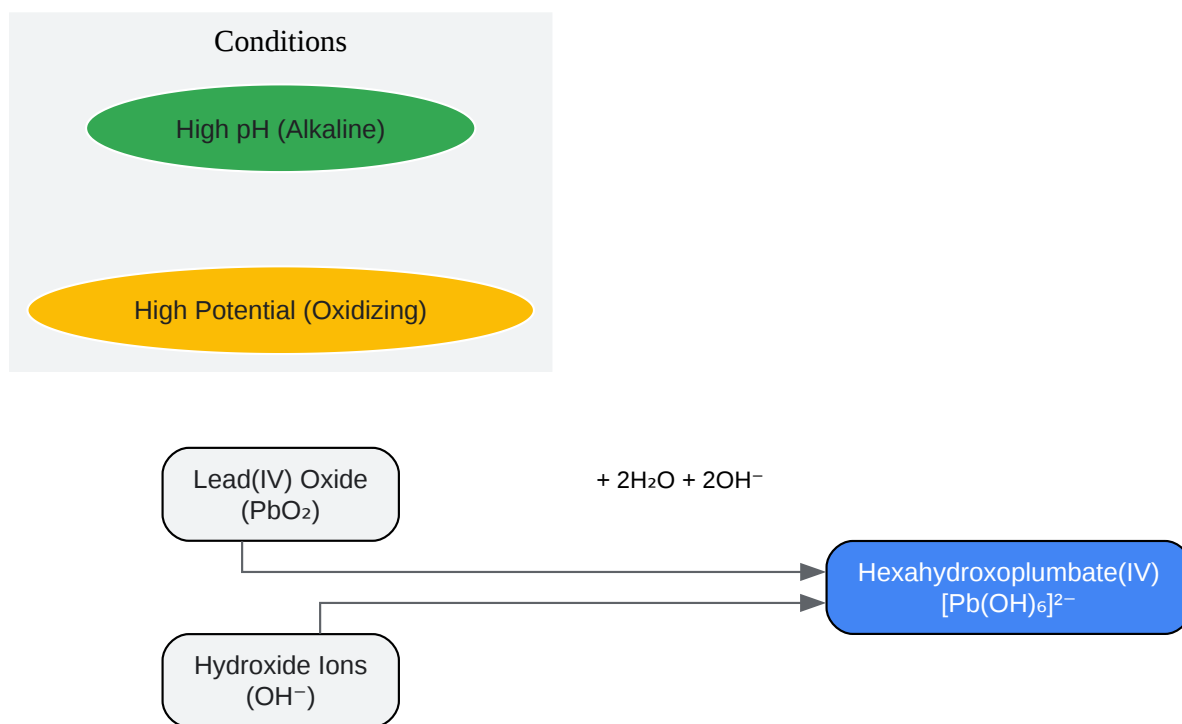 Conditions
High pH (Alkaline)
High Potential (Oxidizing)
Lead(IV) Oxide
(PbO₂)
+ 2H₂O + 2OH⁻
Hexahydroxoplumbate(IV)
[Pb(OH)₆]²⁻
Hydroxide Ions
(OH⁻)